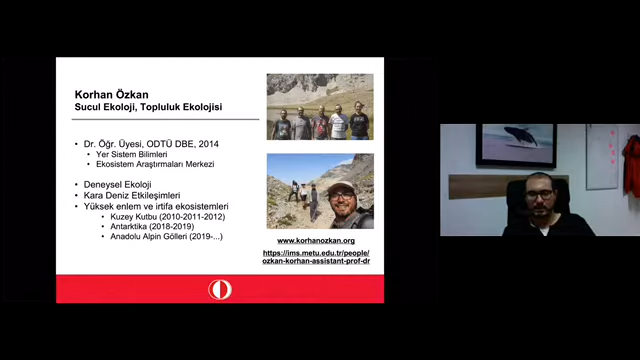 Korhan Özkan
Sucul Ekoloji, Topluluk Ekolojisi
• Dr. Öğr. Üyesi, ODTÜ DBE, 2014
• Yer Sistem Bilimleri
• Ekosistem Araştırmaları Merkezi
• Deneysel Ekoloji
• Kara Deniz Etkileşimleri
• Yüksek enlem ve irtifa ekosistemleri
• Kuzey Kutbu (2010-2011-2012)
• Antarktika (2018-2019)
• Anadolu Alpin Gölleri (2019-...)
www.korhanozkan.org
https://ims.metu.edu.tr/people/
ozkan-korhan-assistant-prof-dr